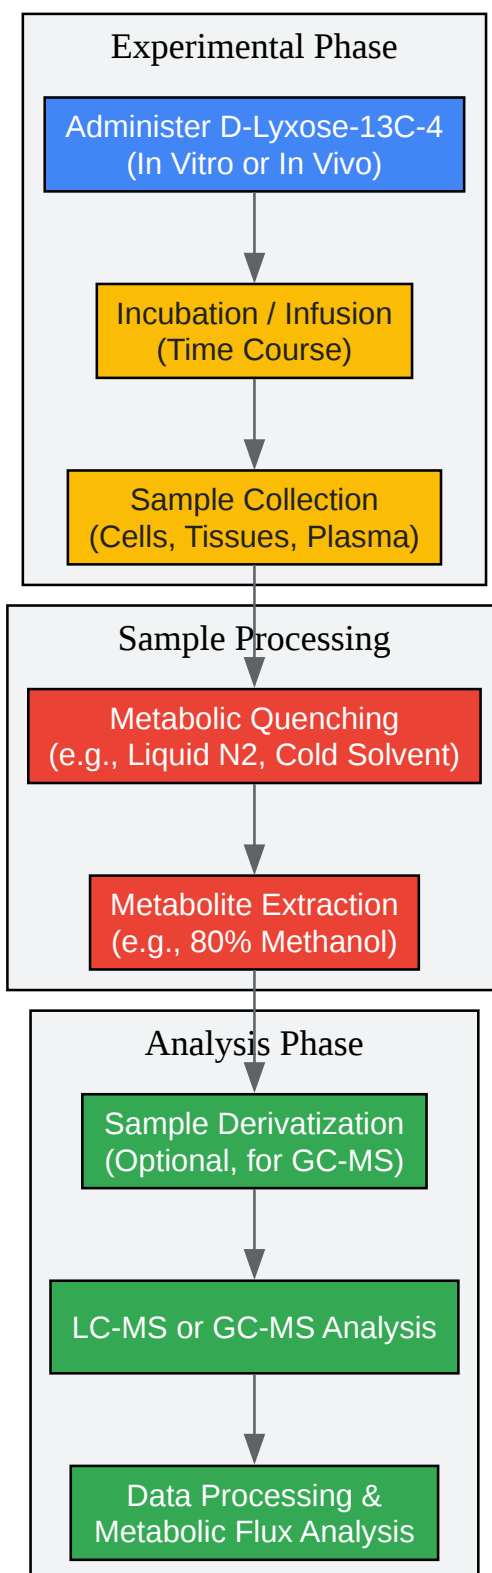 Experimental Phase
Administer D-Lyxose-13C-4
(In Vitro or In Vivo)
Incubation / Infusion
(Time Course)
Sample Collection
(Cells, Tissues, Plasma)
Sample Processing
Metabolic Quenching
(e.g., Liquid N2, Cold Solvent)
Metabolite Extraction
(e.g., 80% Methanol)
Analysis Phase
Sample Derivatization
(Optional, for GC-MS)
LC-MS or GC-MS Analysis
Data Processing &
Metabolic Flux Analysis